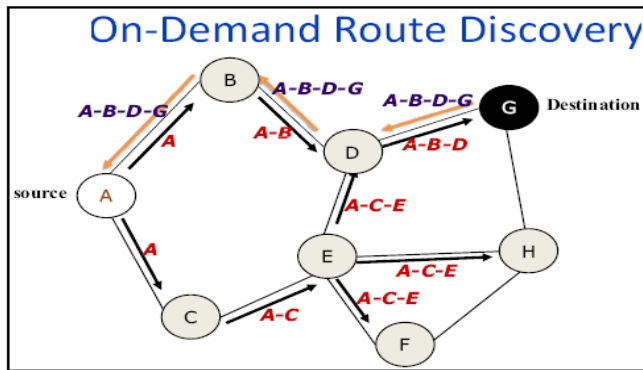 On-Demand Route Discovery
B
A-B-D-G
A-B-D-G
A-B-D-G
G
Destination
A
A-B
D
A-B-D
source
A
A-C-E
A
E
H
A-C-E
C
A-C
A-C-E
F